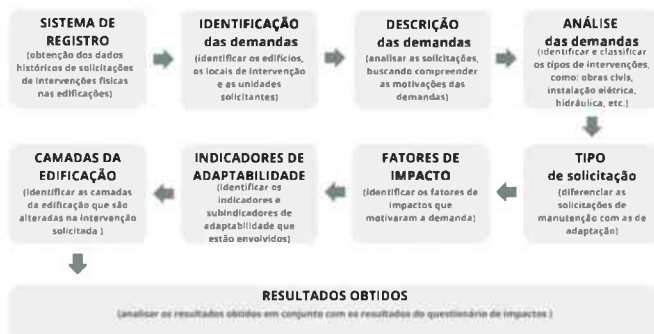 SISTEMA DE
REGISTRO
(obtenção dos dados
históricos de solicitações
de intervenções físicas
nas edificações)
IDENTIFICAÇÃO
das demandas
(identificar os edifícios,
os locais de intervenção
e as unidades
solicitantes)
DESCRIÇÃO
das demandas
(analisar as solicitações,
buscando compreender
as motivações das
demandas)
ANÁLISE
das demandas
(identificar e classificar
os tipos de intervenções,
como: obras civis,
instalação elétrica,
hidráulica, etc.)
TIPO
de solicitação
(diferenciar as
solicitações de
manutenção com as de
adaptação)
FATORES DE
IMPACTO
(identificar os fatores de
impactos que
motivaram a demanda)
INDICADORES DE
ADAPTABILIDADE
(identificar os
indicadores e
subindicadores de
adaptabilidade que
estão envolvidos)
CAMADAS DA
EDIFICAÇÃO
(identificar as camadas
da edificação que são
alteradas na intervenção
solicitada )
RESULTADOS OBTIDOS
(analisar os resultados obtidos em conjunto com os resultados do questionário de impactos )